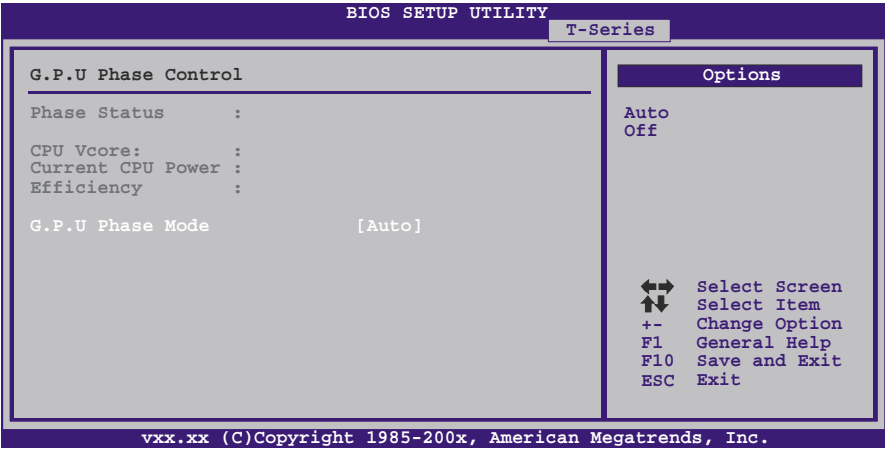 BIOS SETUP UTILITY
T-Series
G.P.U Phase Control
Phase Status :
CPU Vcore: :
Current CPU Power :
Efficiency :
G.P.U Phase Mode [Auto]
Options
Auto
Off
Select Screen
Select Item
+- Change Option
F1 General Help
F10 Save and Exit
ESC Exit
vxx.xx (C)Copyright 1985-200x, American Megatrends, Inc.